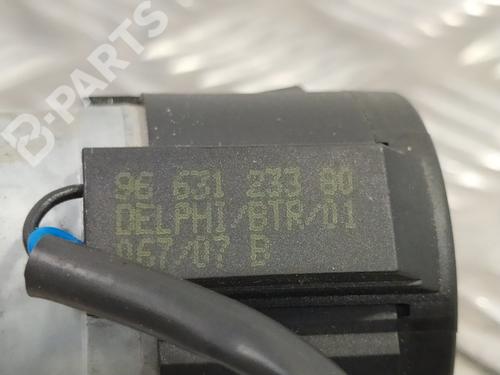 B-PARTS
96 631 233 80
DELPHI/BTR/01
067/07 B